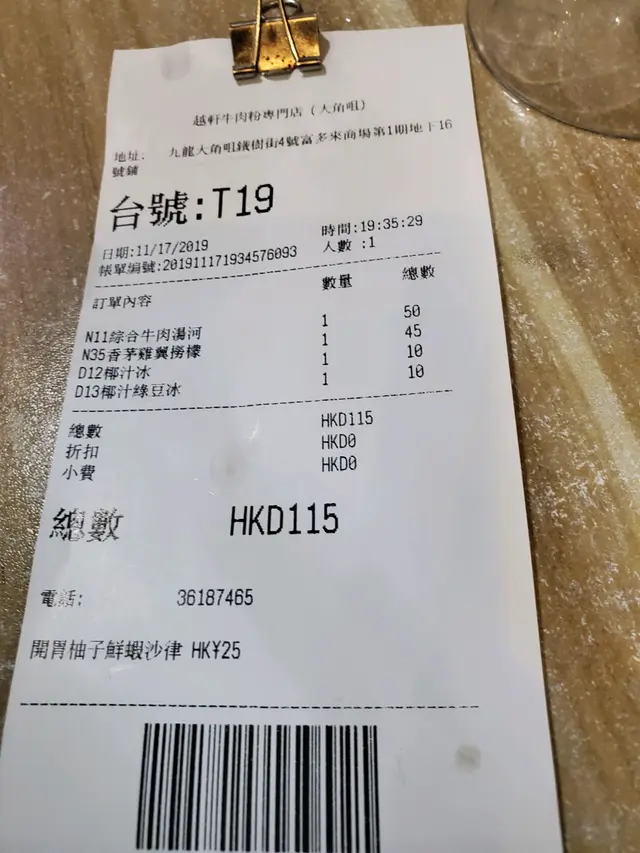 越軒牛肉粉專門店（大角咀）
地址: 九龍大角咀鐵樹街4號富多來商場第1期地下16
號鋪
台號:T19
日期:11/17/2019 時間:19:35:29
帳單編號:201911171934576093 人數 :1
訂單內容 數量 總數
N11綜合牛肉湯河 1 50
N35香茅雞翼撈檬 1 45
D12椰汁冰 1 10
D13椰汁綠豆冰 1 10
總數 HKD115
折扣 HKD0
小費 HKD0
總數 HKD115
電話: 36187465
開胃柚子鮮蝦沙律 HK¥25